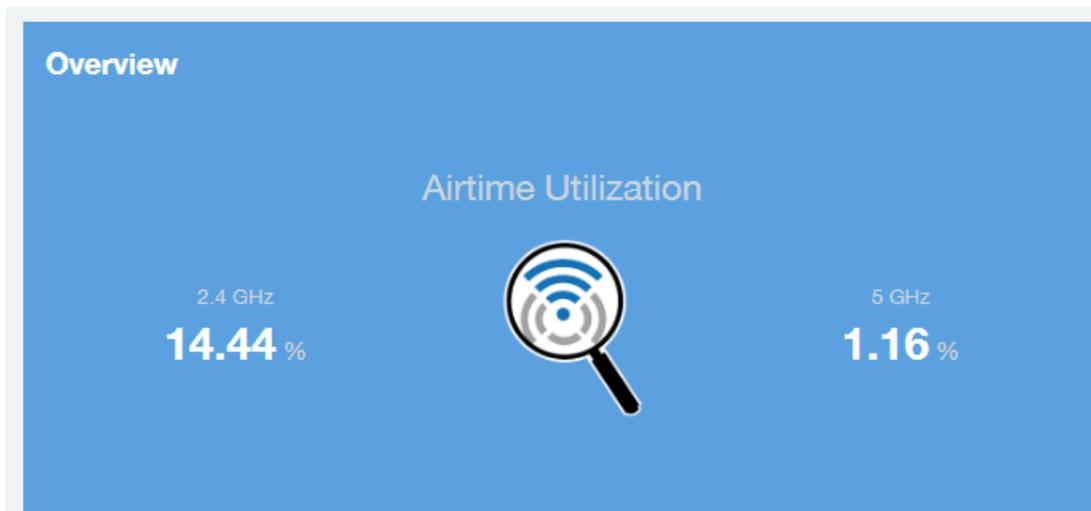 Overview
Airtime Utilization
2.4 GHz
14.44 %
5 GHz
1.16 %